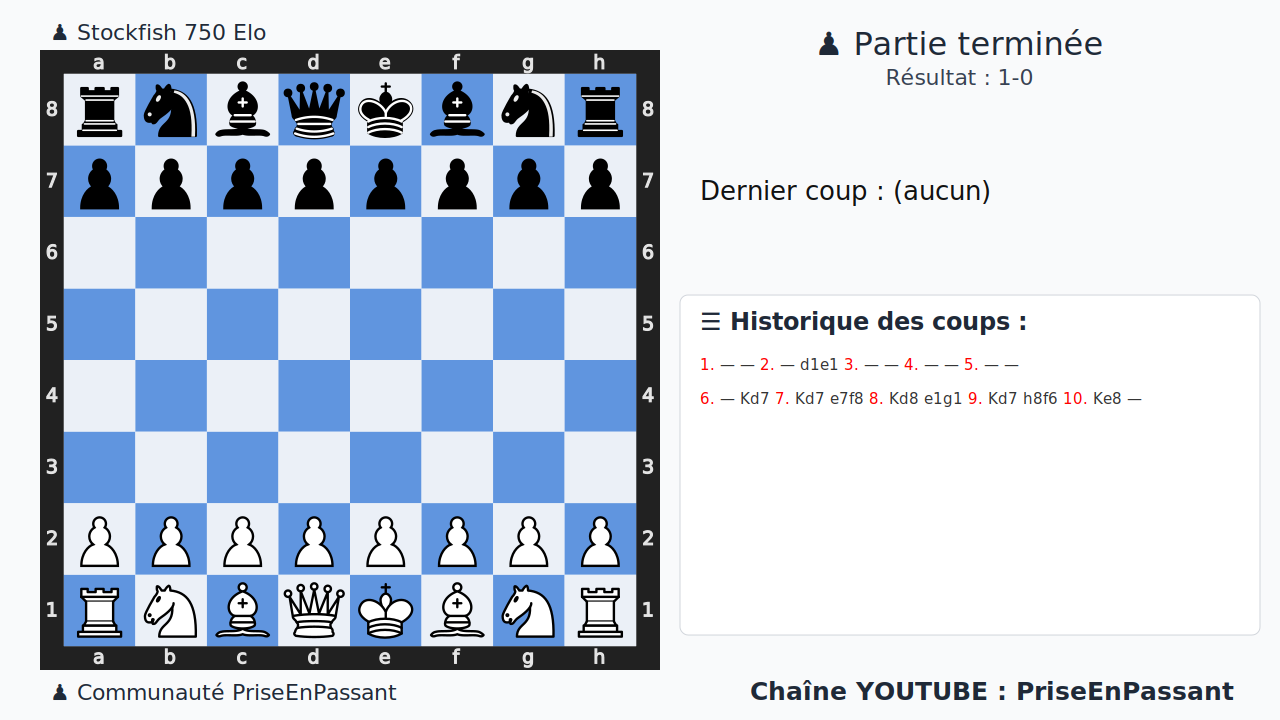 ♟ Stockfish 750 Elo
a b c d e f g h
8 8
7 7
6 6
5 5
4 4
3 3
2 2
1 1
a b c d e f g h
♟ Communauté PriseEnPassant
♟ Partie terminée
Résultat : 1-0
Dernier coup : (aucun)
☰ Historique des coups :
1. — — 2. — d1e1 3. — — 4. — — 5. — —
6. — Kd7 7. Kd7 e7f8 8. Kd8 e1g1 9. Kd7 h8f6 10. Ke8 —
Chaîne YOUTUBE : PriseEnPassant